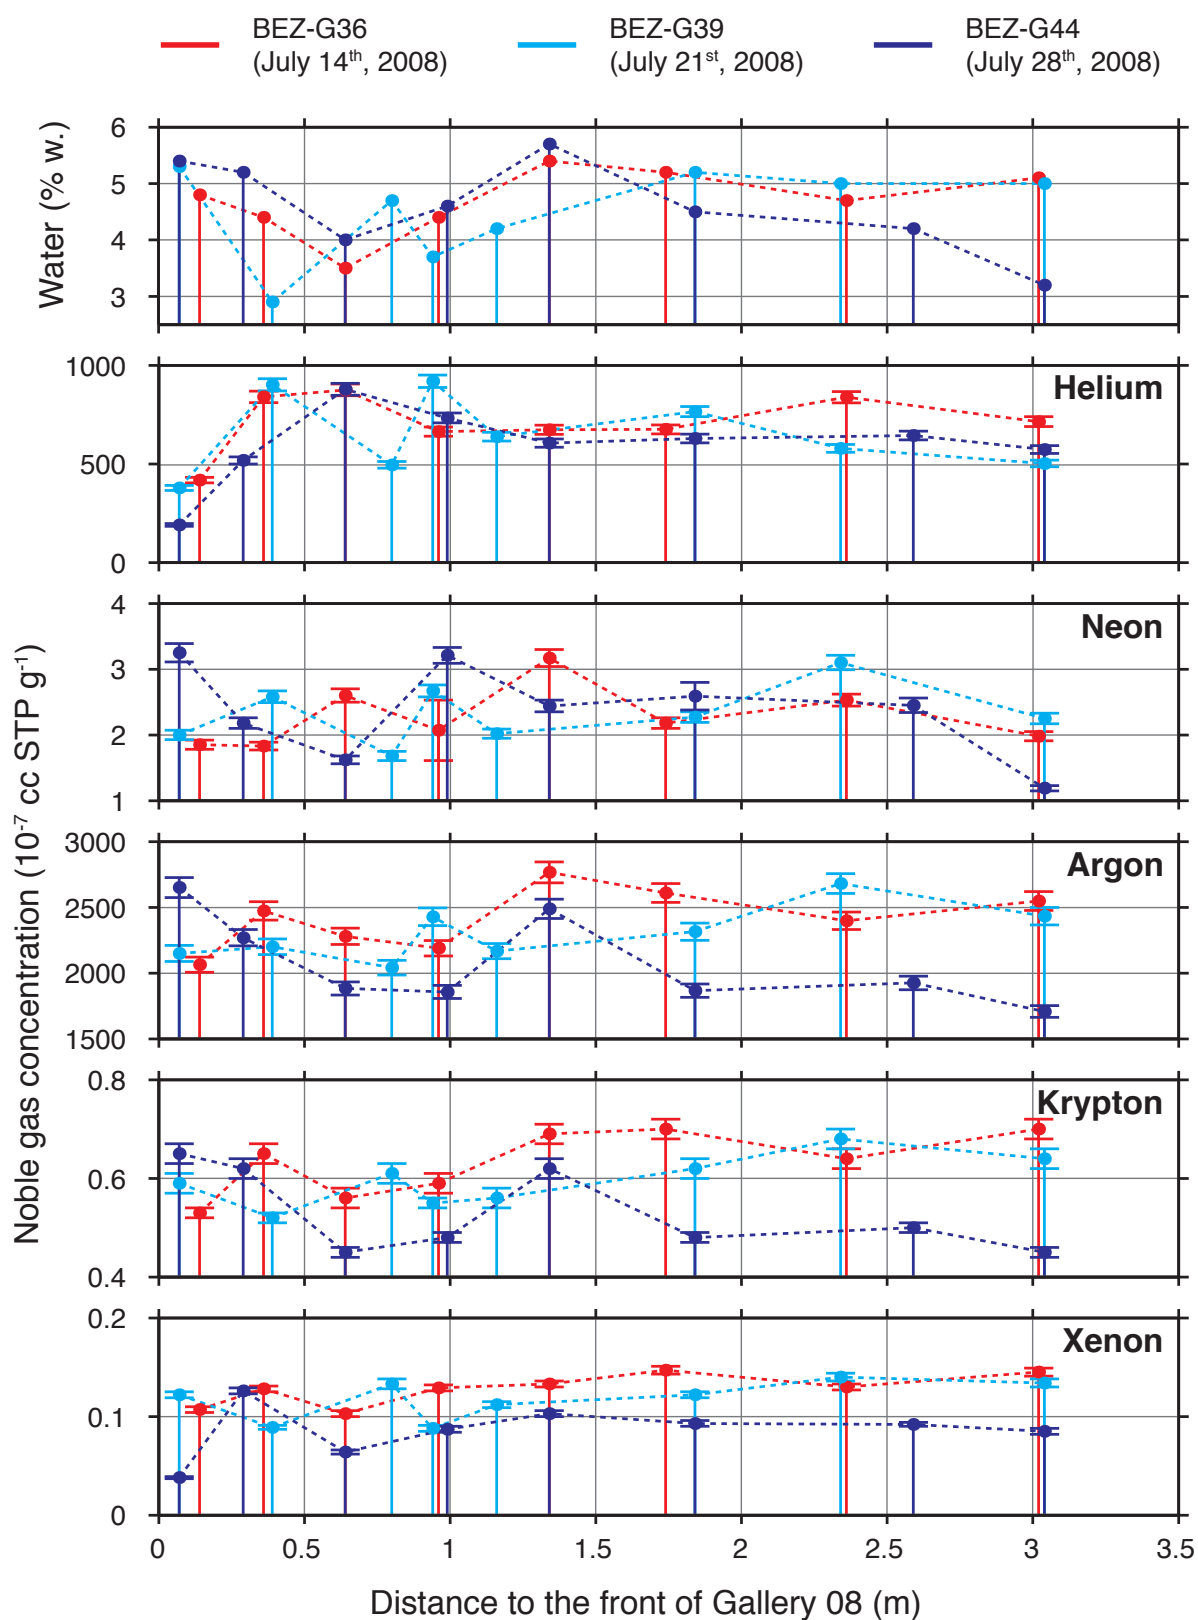 BEZ-G36 BEZ-G39 BEZ-G44
(July 14th, 2008) (July 21st, 2008) (July 28th, 2008)
Water (% w.)
6
5
4
3
Helium
1000
500
0
Noble gas concentration (10-7 cc STP g-1)
Neon
4
3
2
1
Argon
3000
2500
2000
1500
Krypton
0.8
0.6
0.4
Xenon
0.2
0.1
0
0 0.5 1 1.5 2 2.5 3 3.5
Distance to the front of Gallery 08 (m)